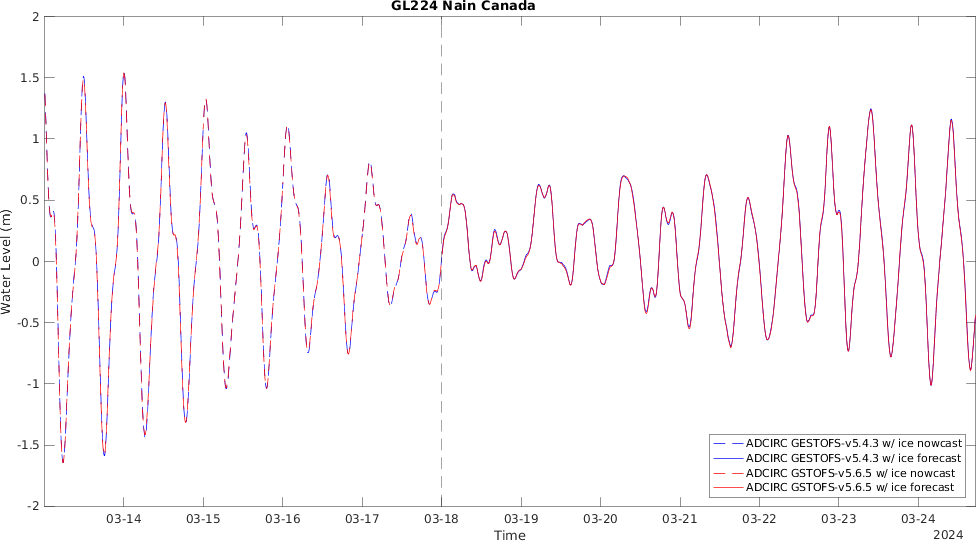 GL224 Nain Canada
2
1.5
1
0.5
0
-0.5
-1
-1.5
-2
Water Level (m)
ADCIRC GESTOFS-v5.4.3 w/ ice nowcast
ADCIRC GESTOFS-v5.4.3 w/ ice forecast
ADCIRC GSTOFS-v5.6.5 w/ ice nowcast
ADCIRC GSTOFS-v5.6.5 w/ ice forecast
03-14 03-15 03-16 03-17 03-18 03-19 03-20 03-21 03-22 03-23 03-24
Time
2024